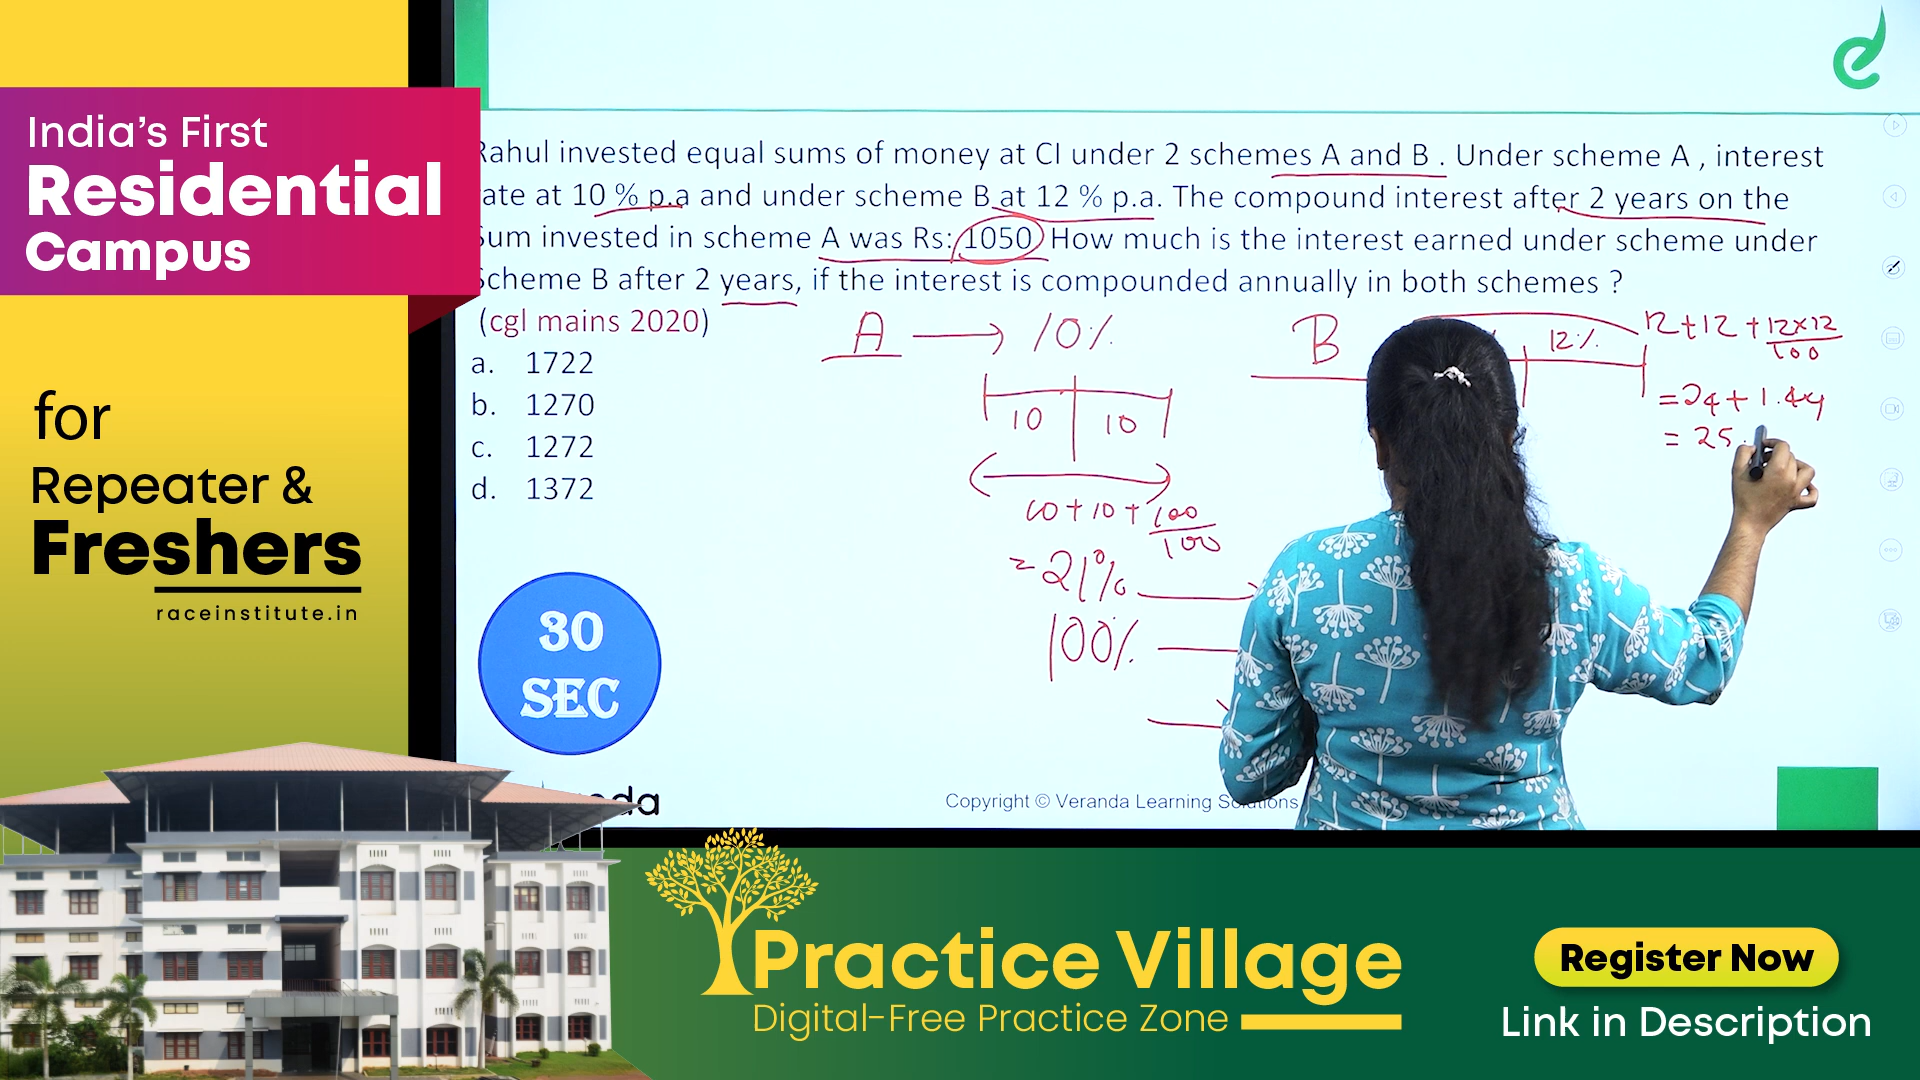 India's First
Residential
Campus
for
Repeater &
Freshers
raceinstitute.in
Rahul invested equal sums of money at CI under 2 schemes A and B . Under scheme A , interest
rate at 10 % p.a and under scheme B at 12 % p.a. The compound interest after 2 years on the
Sum invested in scheme A was Rs: 1050 How much is the interest earned under scheme under
Scheme B after 2 years, if the interest is compounded annually in both schemes ?
(cgl mains 2020)
a. 1722
b. 1270
c. 1272
d. 1372
A → 10%
10 10
10 + 10 + 100/100
= 21%
100%
B
12%
12 + 12 + 12×12/100
= 24 + 1.44
= 25.
30
SEC
Copyright © Veranda Learning Solutions
Practice Village
Digital-Free Practice Zone
Register Now
Link in Description